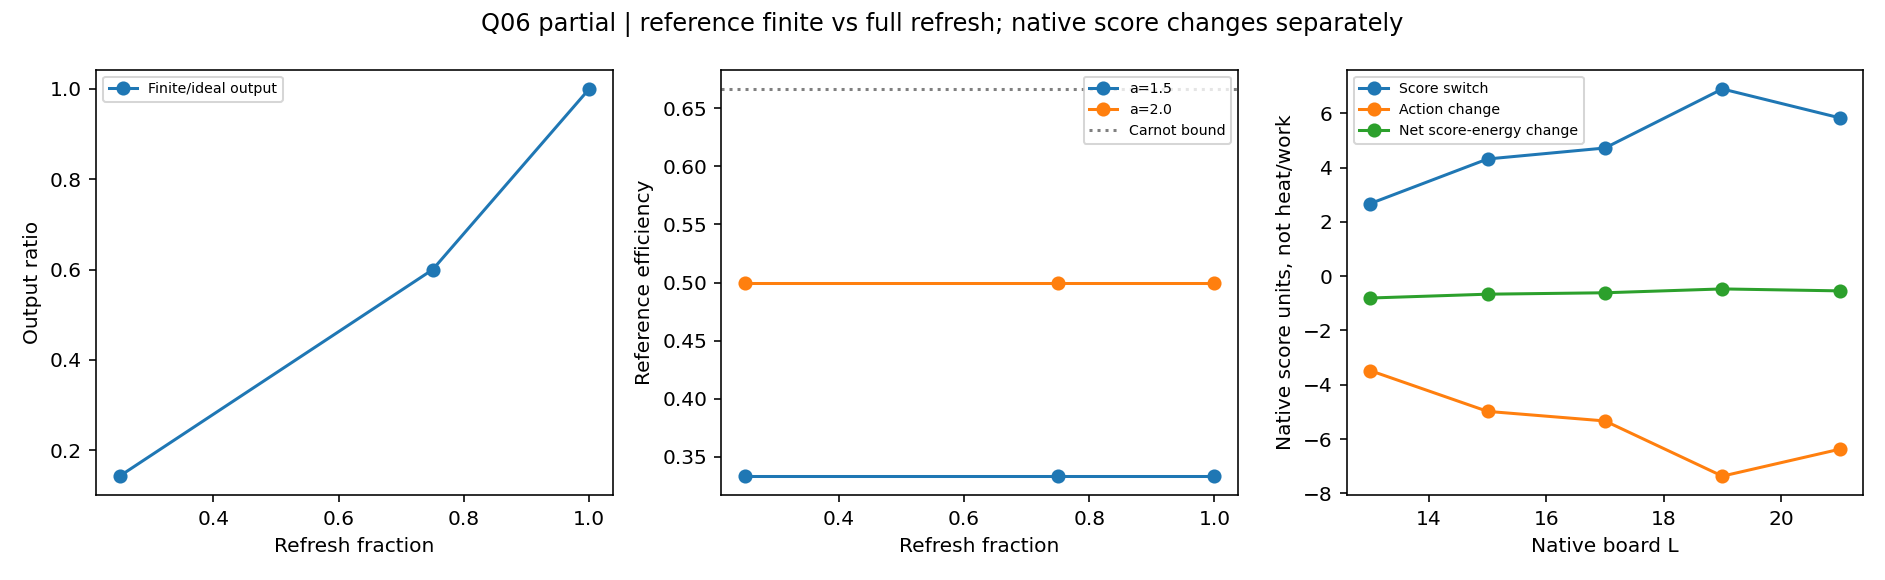 Q06 partial | reference finite vs full refresh; native score changes separately
Finite/ideal output
Output ratio
1.0
0.8
0.6
0.4
0.2
0.4
0.6
0.8
1.0
Refresh fraction
a=1.5
a=2.0
Carnot bound
Reference efficiency
0.65
0.60
0.55
0.50
0.45
0.40
0.35
0.4
0.6
0.8
1.0
Refresh fraction
Score switch
Action change
Net score-energy change
Native score units, not heat/work
6
4
2
0
−2
−4
−6
−8
14
16
18
20
Native board L